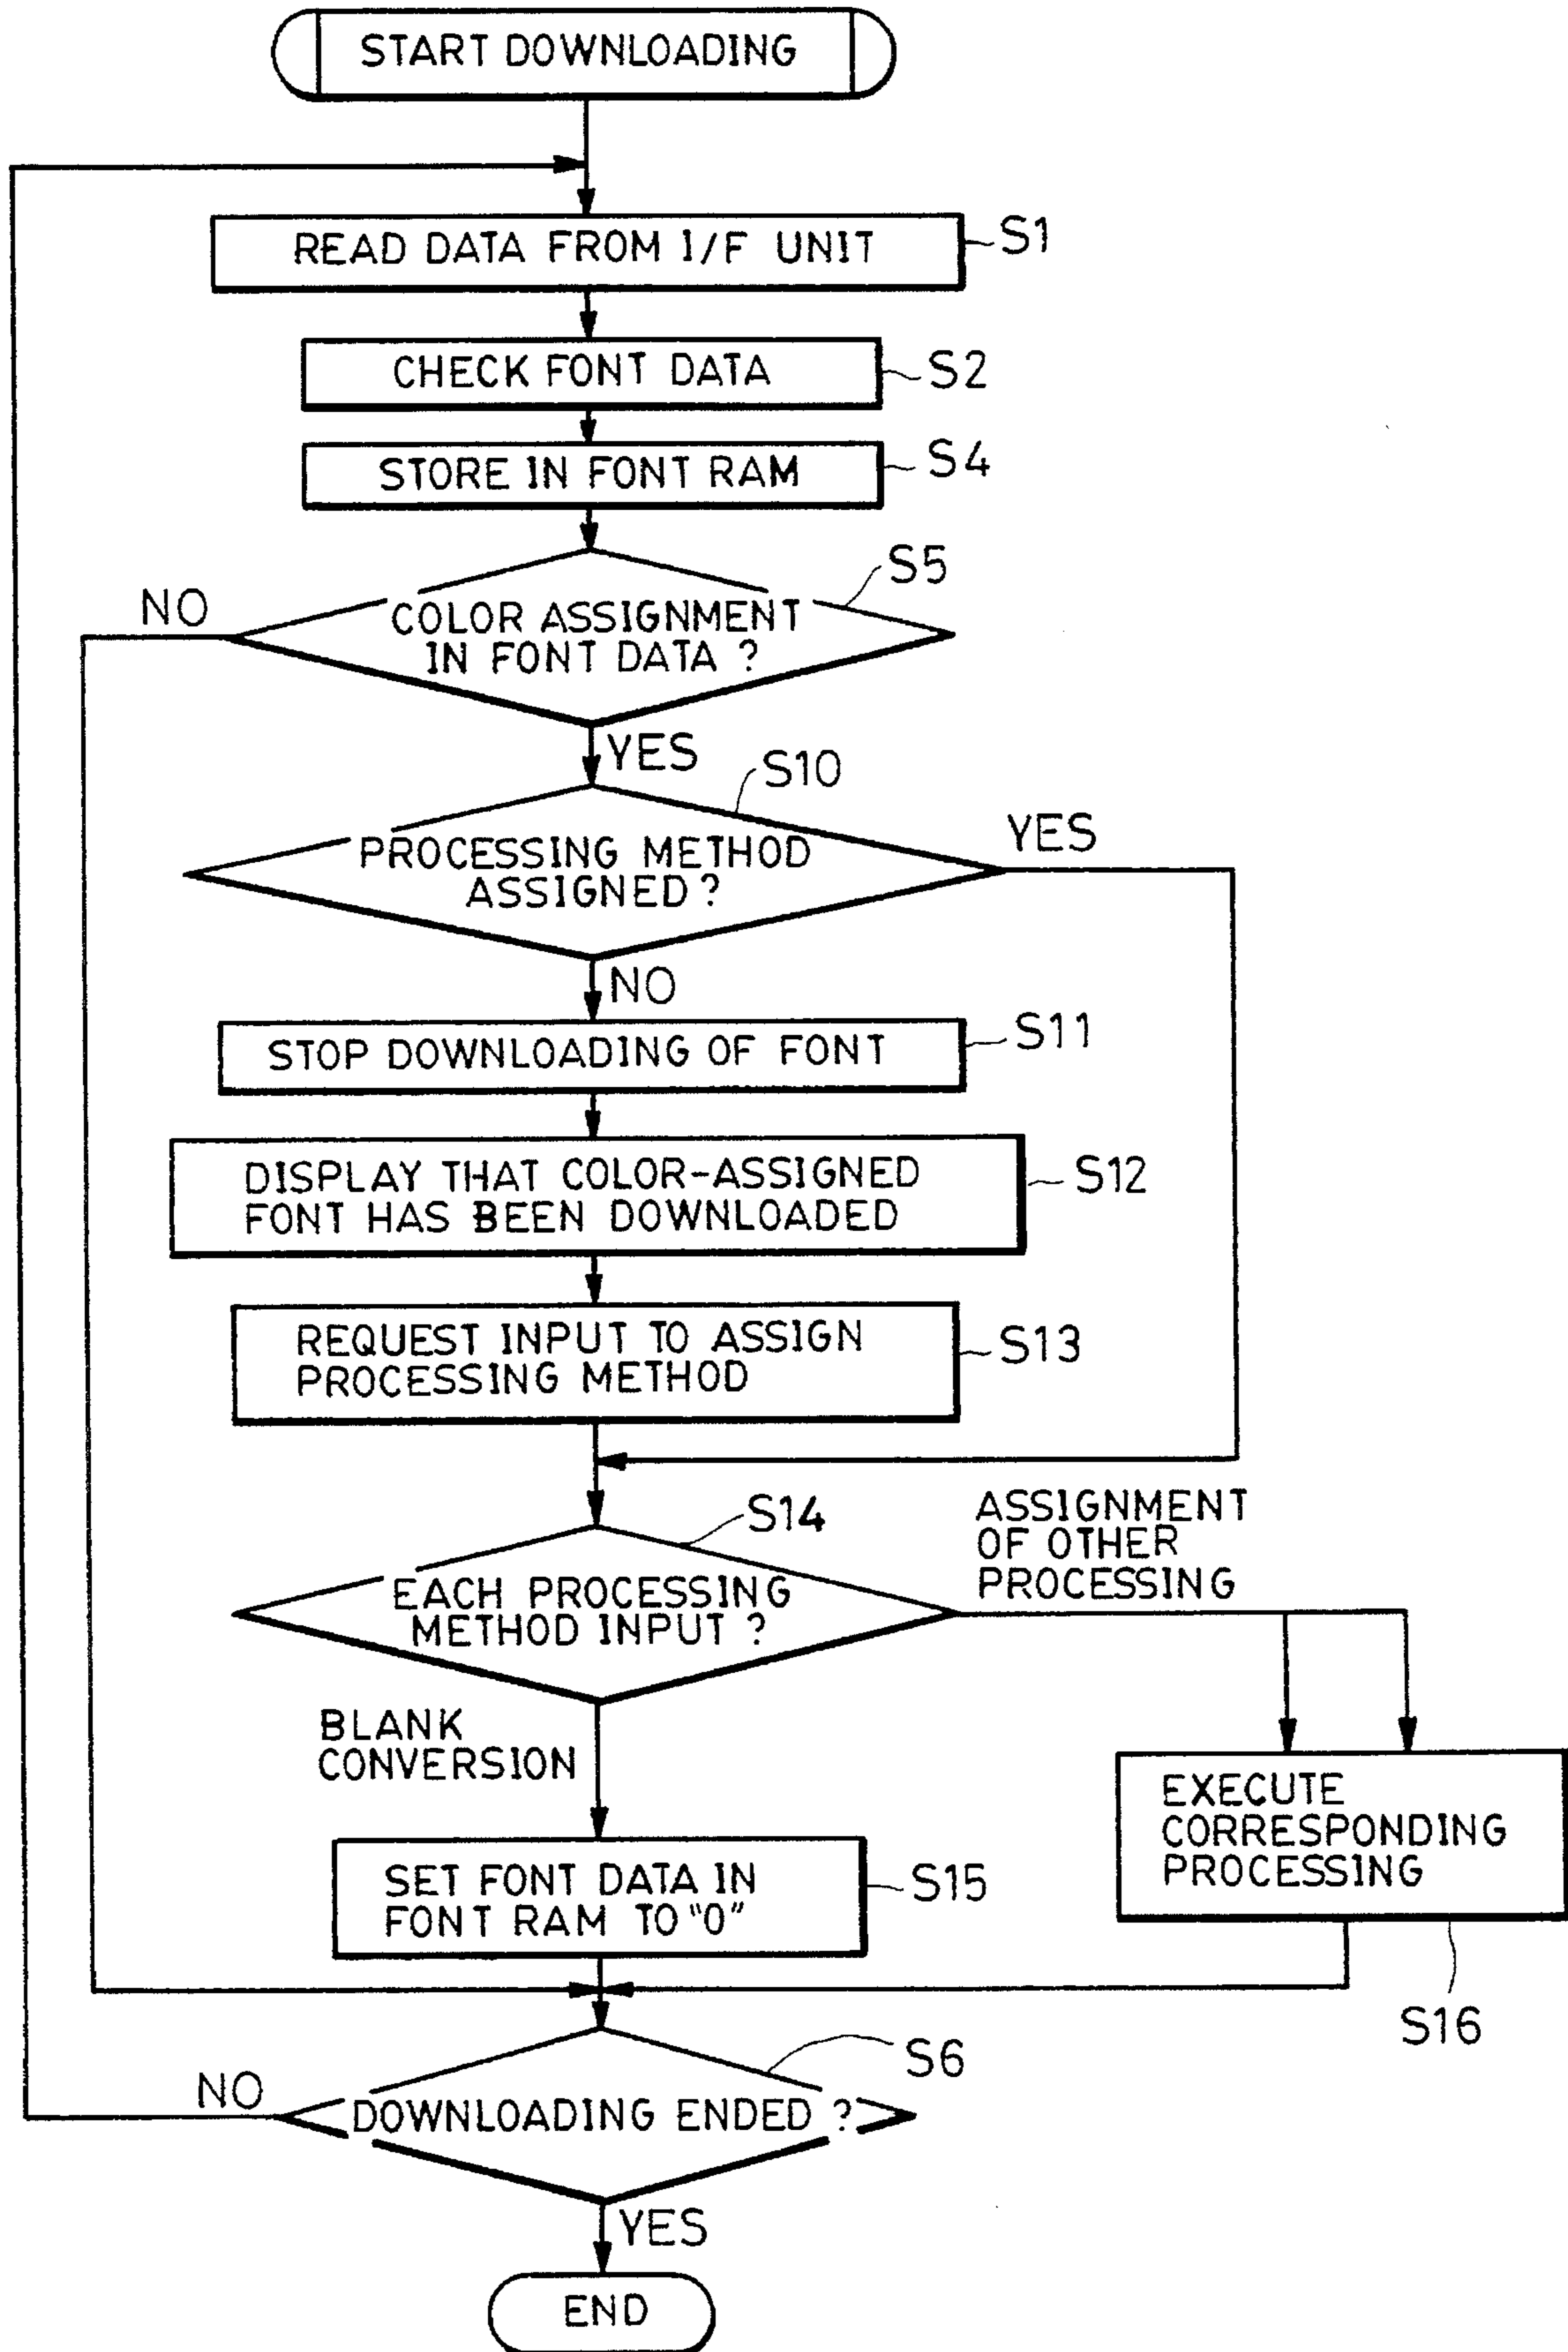 START DOWNLOADING
READ DATA FROM I/F UNIT
S1
CHECK FONT DATA
S2
STORE IN FONT RAM
S4
S5
NO
COLOR ASSIGNMENT
IN FONT DATA ?
YES
S10
YES
PROCESSING METHOD
ASSIGNED ?
NO
STOP DOWNLOADING OF FONT
S11
DISPLAY THAT COLOR-ASSIGNED
FONT HAS BEEN DOWNLOADED
S12
REQUEST INPUT TO ASSIGN
PROCESSING METHOD
S13
S14
ASSIGNMENT
OF OTHER
PROCESSING
EACH PROCESSING
METHOD INPUT ?
BLANK
CONVERSION
EXECUTE
CORRESPONDING
PROCESSING
SET FONT DATA IN
FONT RAM TO "0"
S15
S16
S6
NO
DOWNLOADING ENDED ?
YES
END